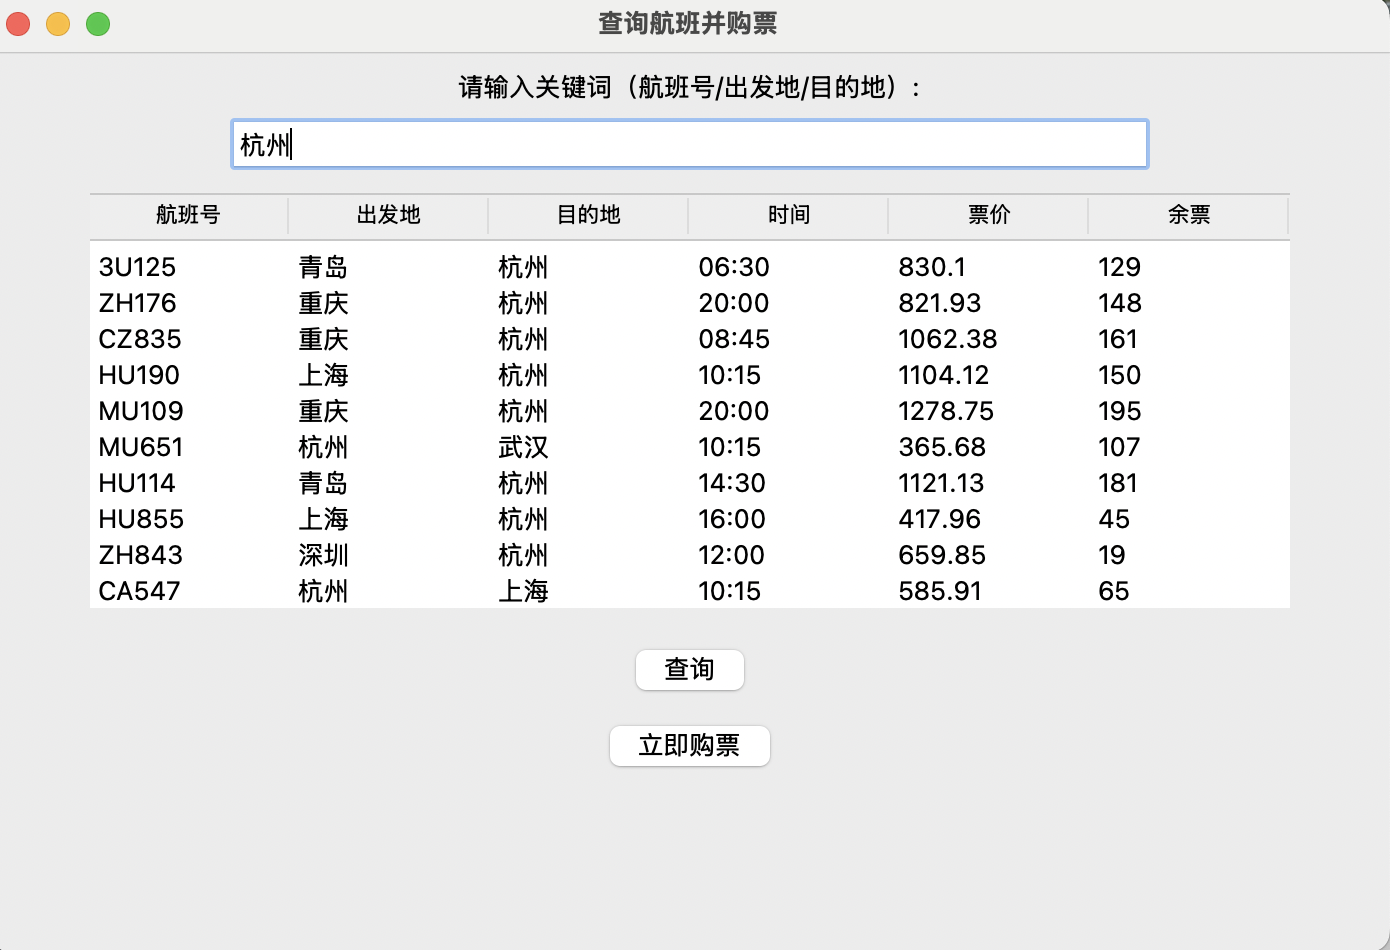 查询航班并购票
请输入关键词（航班号/出发地/目的地）:
杭州
航班号 出发地 目的地 时间 票价 余票
3U125 青岛 杭州 06:30 830.1 129
ZH176 重庆 杭州 20:00 821.93 148
CZ835 重庆 杭州 08:45 1062.38 161
HU190 上海 杭州 10:15 1104.12 150
MU109 重庆 杭州 20:00 1278.75 195
MU651 杭州 武汉 10:15 365.68 107
HU114 青岛 杭州 14:30 1121.13 181
HU855 上海 杭州 16:00 417.96 45
ZH843 深圳 杭州 12:00 659.85 19
CA547 杭州 上海 10:15 585.91 65
查询
立即购票